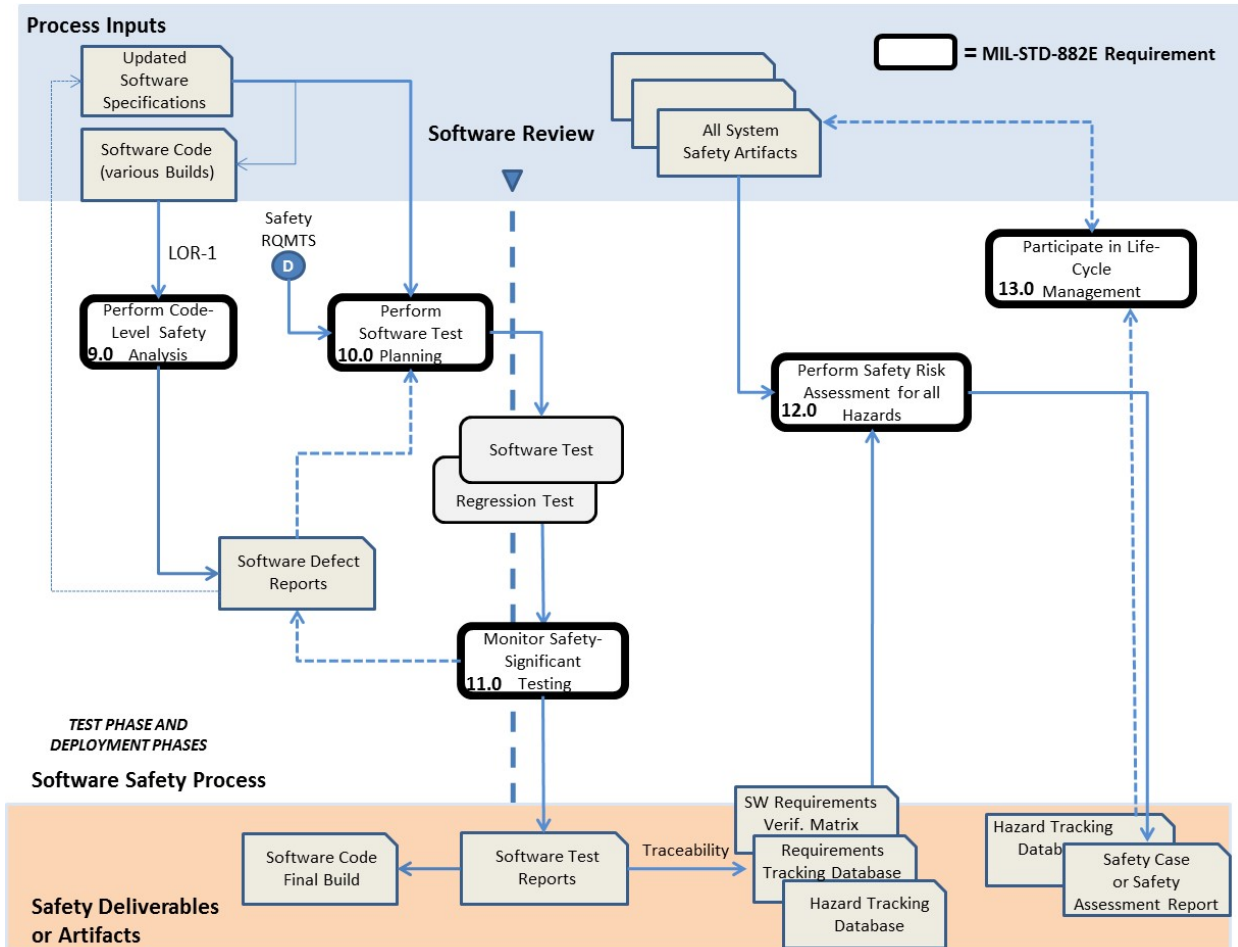 Process Inputs
Updated
Software
Specifications
Software Code
(various Builds)
Software Review
All System
Safety Artifacts
= MIL-STD-882E Requirement
LOR-1
Safety
RQMTS
D
Perform Code-
Level Safety
9.0 Analysis
Perform
Software Test
10.0 Planning
Participate in Life-
Cycle
13.0 Management
Perform Safety Risk
Assessment for all
12.0 Hazards
Software Test
Regression Test
Software Defect
Reports
Monitor Safety-
Significant
11.0 Testing
TEST PHASE AND
DEPLOYMENT PHASES
Software Safety Process
Software Code
Final Build
Software Test
Reports
Traceability
SW Requirements
Verif. Matrix
Requirements
Tracking Database
Hazard Tracking
Database
Hazard Tracking
Datab
Safety Case
or Safety
Assessment Report
Safety Deliverables
or Artifacts